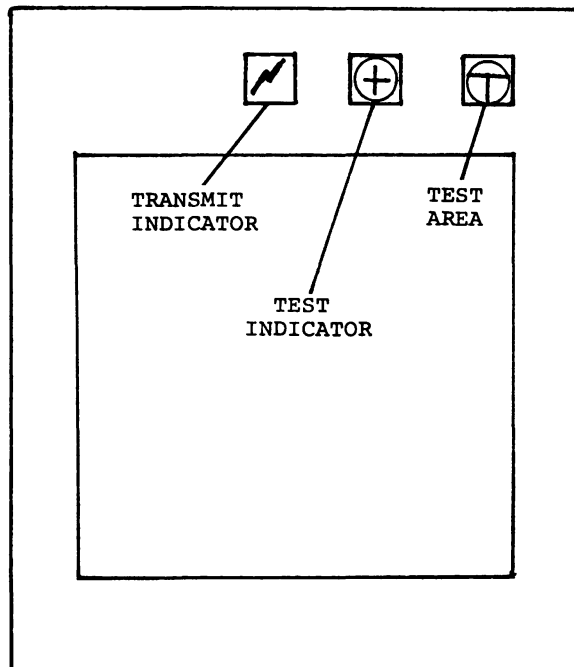 TRANSMIT
INDICATOR
TEST
AREA
TEST
INDICATOR